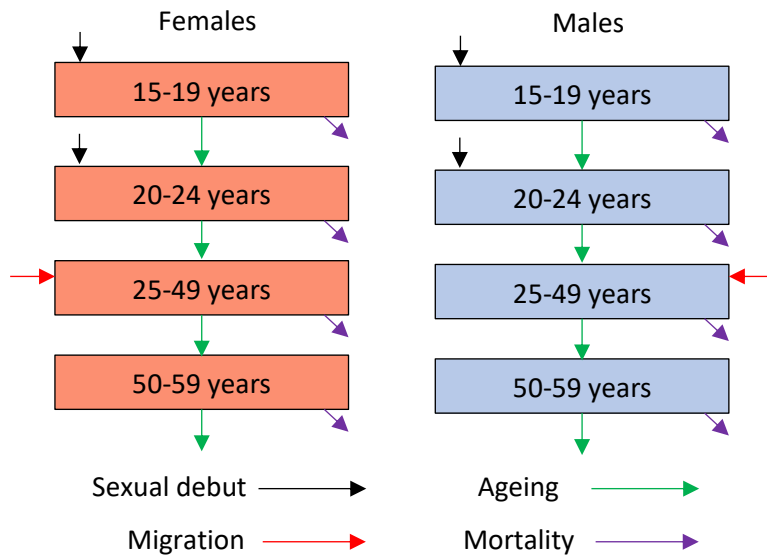 Females
15-19 years
20-24 years
25-49 years
50-59 years
Males
15-19 years
20-24 years
25-49 years
50-59 years
Sexual debut
Ageing
Migration
Mortality